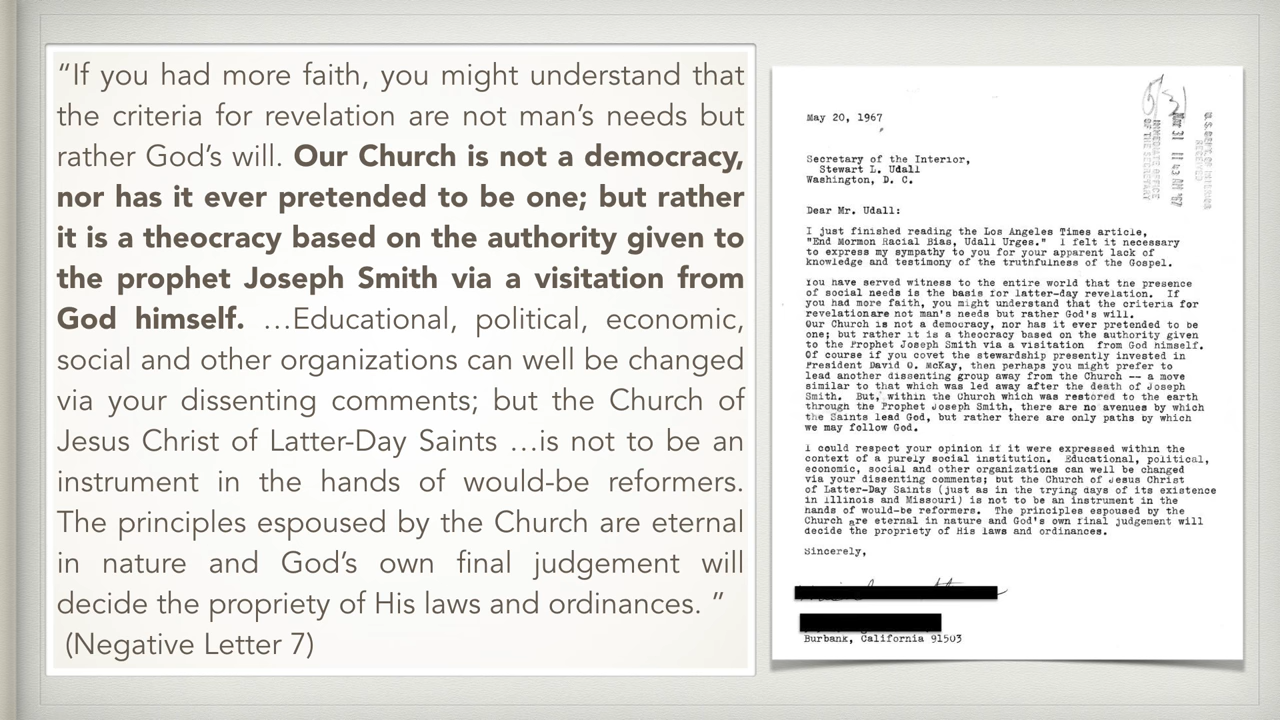 “If you had more faith, you might understand that
the criteria for revelation are not man’s needs but
rather God’s will. Our Church is not a democracy,
nor has it ever pretended to be one; but rather
it is a theocracy based on the authority given to
the prophet Joseph Smith via a visitation from
God himself. …Educational, political, economic,
social and other organizations can well be changed
via your dissenting comments; but the Church of
Jesus Christ of Latter-Day Saints …is not to be an
instrument in the hands of would-be reformers.
The principles espoused by the Church are eternal
in nature and God’s own final judgement will
decide the propriety of His laws and ordinances. ”
(Negative Letter 7)
May 20, 1967
Secretary of the Interior,
Stewart L. Udall
Washington, D. C.
Dear Mr. Udall:
I just finished reading the Los Angeles Times article,
"End Mormon Racial Bias, Udall Urges." I felt it necessary
to express my sympathy to you for your apparent lack of
knowledge and testimony of the truthfulness of the Gospel.
You have served witness to the entire world that the presence
of social needs is the basis for latter-day revelation. If
you had more faith, you might understand that the criteria for
revelation are not man's needs but rather God's will.
Our Church is not a democracy, nor has it ever pretended to be
one; but rather it is a theocracy based on the authority given
to the Prophet Joseph Smith via a visitation from God himself.
Of course if you covet the stewardship presently invested in
President David O. McKay, then perhaps you might prefer to
lead another dissenting group away from the Church -- a move
similar to that which was led away after the death of Joseph
Smith. But, within the Church which was restored to the earth
through the Prophet Joseph Smith, there are no avenues by which
the Saints lead God, but rather there are only paths by which
we may follow God.
I could respect your opinion if it were expressed within the
context of a purely social institution. Educational, political,
economic, social and other organizations can well be changed
via your dissenting comments; but the Church of Jesus Christ
of Latter-Day Saints (just as in the trying days of its existence
in Illinois and Missouri) is not to be an instrument in the
hands of would-be reformers. The principles espoused by the
Church are eternal in nature and God's own final judgement will
decide the propriety of His laws and ordinances.
Sincerely,
Burbank, California 91503
U.S. DEPT. OF INTERIOR
RECEIVED
31 11 43 AM '67
IMMEDIATE OFFICE
OF THE SECRETARY